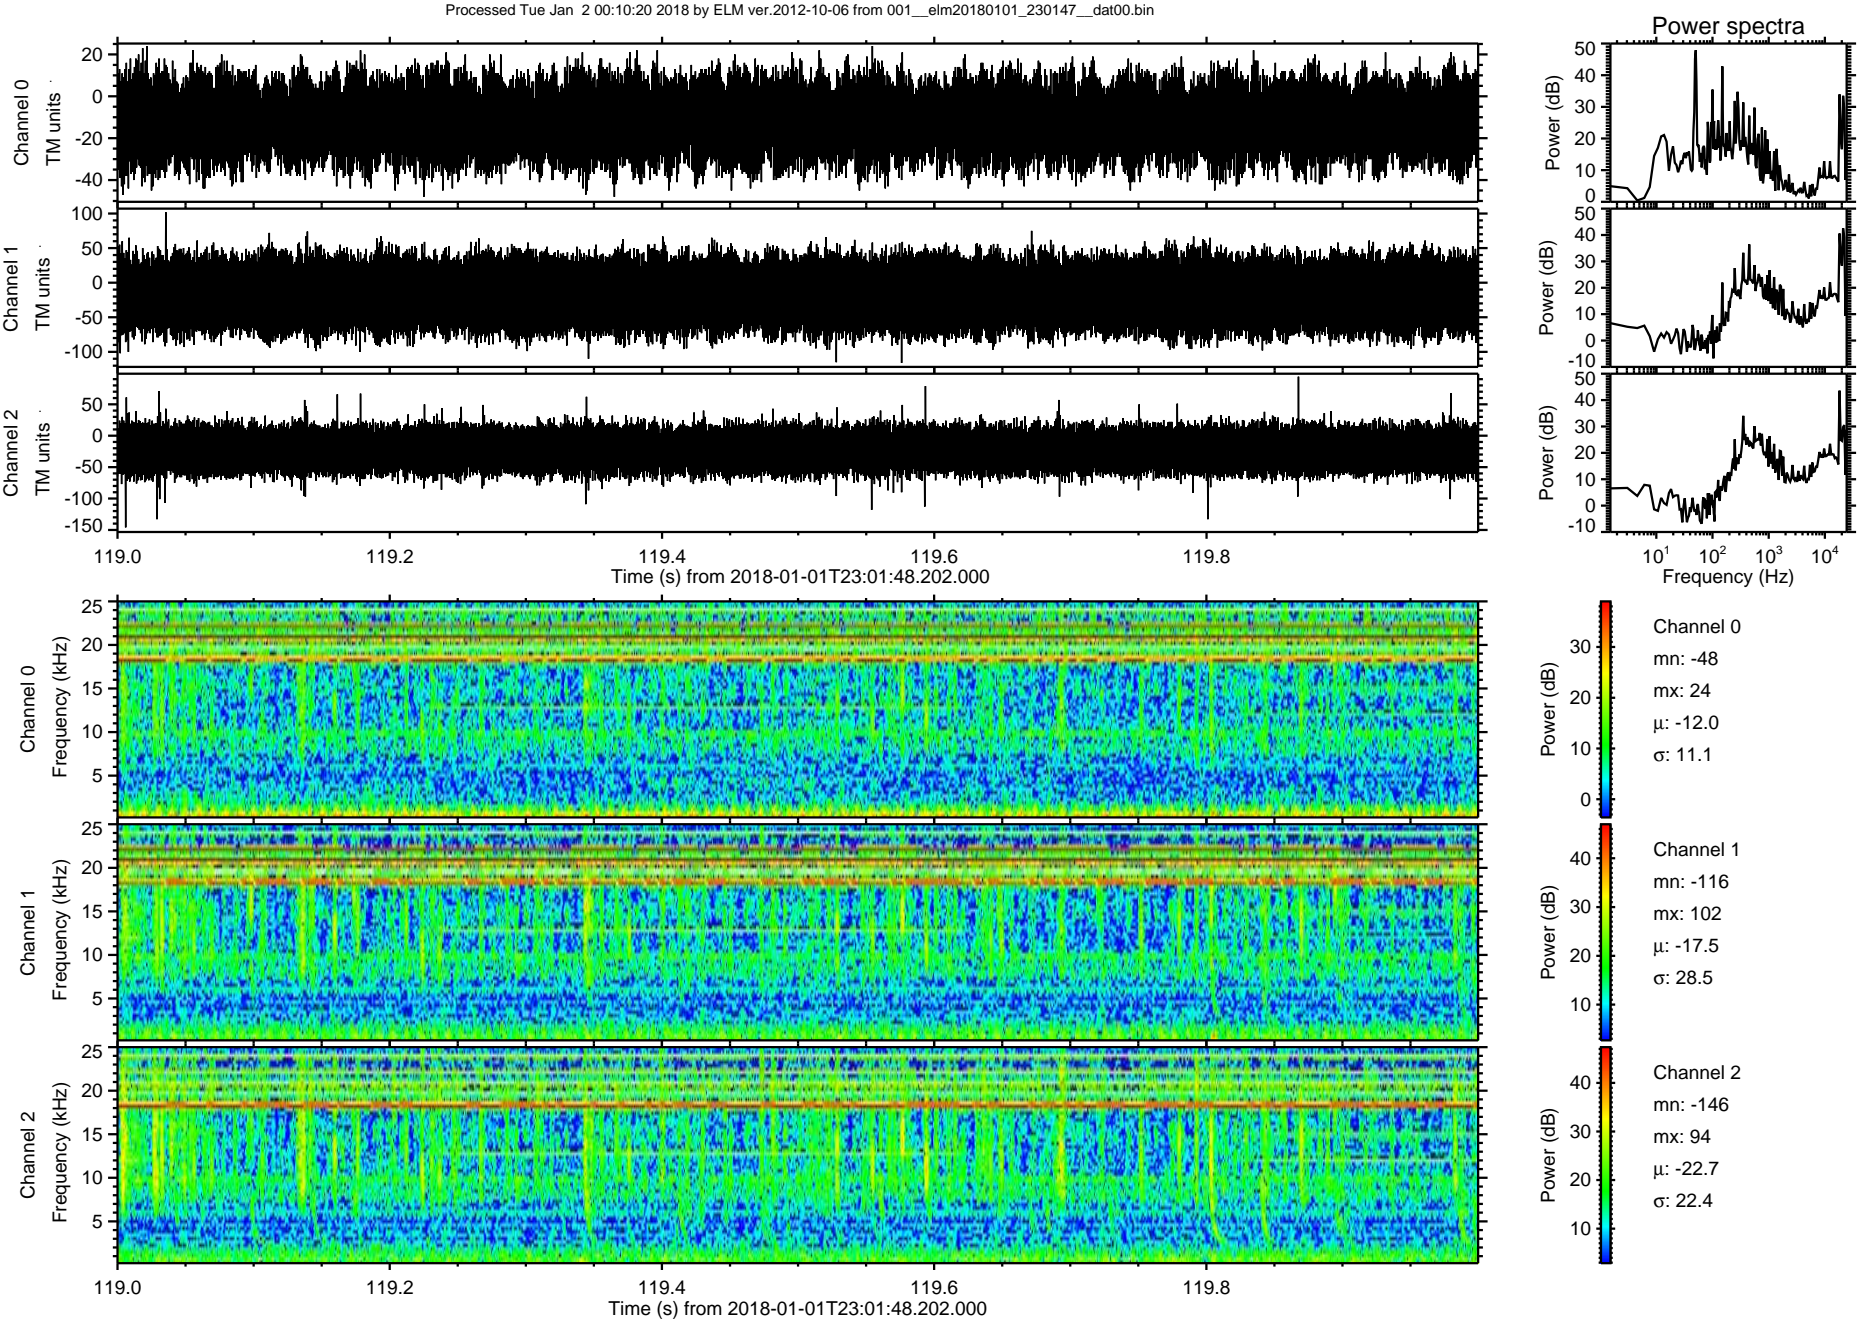 Processed Tue Jan  2 00:10:20 2018 by ELM ver.2012-10-06 from 001__elm20180101_230147__dat00.bin
Power spectra
Channel 0
TM units
20
0
-20
-40
Power (dB)
50
40
30
20
10
0
Channel 1
TM units
100
50
0
-50
-100
Power (dB)
50
40
30
20
10
0
-10
Channel 2
TM units
50
0
-50
-100
-150
Power (dB)
50
40
30
20
10
0
-10
119.0 119.2 119.4 119.6 119.8
Time (s) from 2018-01-01T23:01:48.202.000
10^1 10^2 10^3 10^4
Frequency (Hz)
Channel 0
Frequency (kHz)
25
20
15
10
5
Power (dB)
30
20
10
0
Channel 0
mn: -48
mx: 24
μ: -12.0
σ: 11.1
Channel 1
Frequency (kHz)
25
20
15
10
5
Power (dB)
40
30
20
10
Channel 1
mn: -116
mx: 102
μ: -17.5
σ: 28.5
Channel 2
Frequency (kHz)
25
20
15
10
5
Power (dB)
40
30
20
10
Channel 2
mn: -146
mx: 94
μ: -22.7
σ: 22.4
119.0 119.2 119.4 119.6 119.8
Time (s) from 2018-01-01T23:01:48.202.000